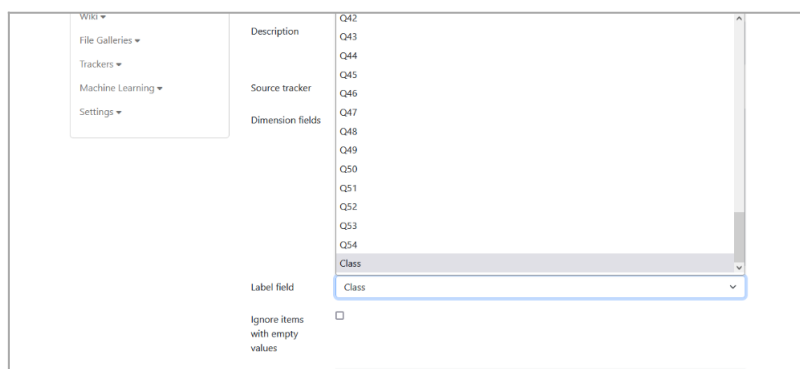 Wiki
File Galleries
Trackers
Machine Learning
Settings
Description
Source tracker
Dimension fields
Q42
Q43
Q44
Q45
Q46
Q47
Q48
Q49
Q50
Q51
Q52
Q53
Q54
Class
Label field
Class
Ignore items
with empty
values